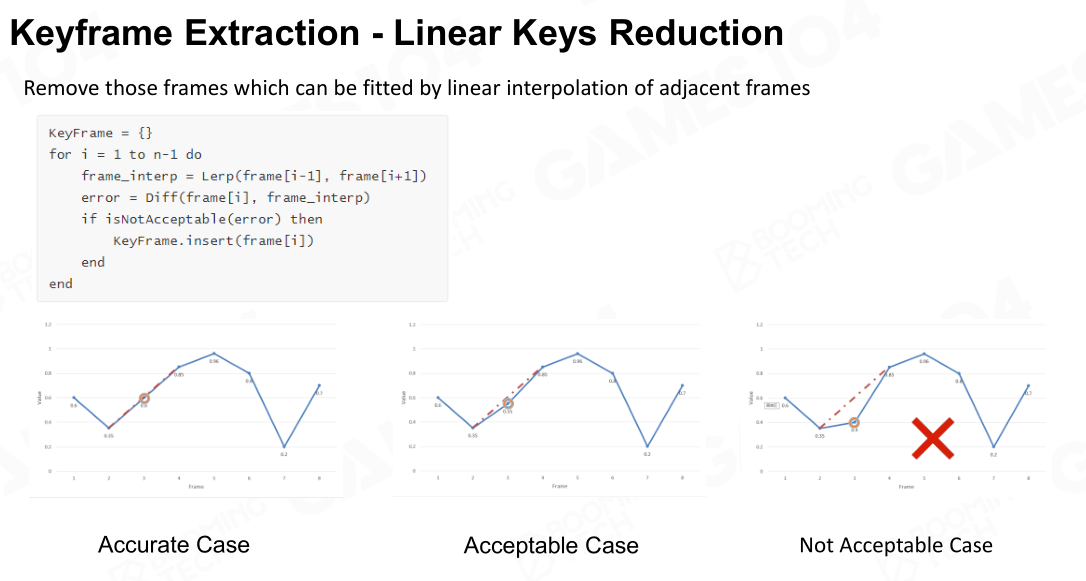 Keyframe Extraction - Linear Keys Reduction
Remove those frames which can be fitted by linear interpolation of adjacent frames
KeyFrame = {}
for i = 1 to n-1 do
frame_interp = Lerp(frame[i-1], frame[i+1])
error = Diff(frame[i], frame_interp)
if isNotAcceptable(error) then
KeyFrame.insert(frame[i])
end
end
1.2
1
0.8
0.6
0.4
0.2
0
Value
0.6
0.35
0.6
0.85
0.96
0.8
0.2
0.7
1 2 3 4 5 6 7 8
Frame
1.2
1
0.8
0.6
0.4
0.2
0
Value
0.6
0.35
0.55
0.85
0.96
0.8
0.2
0.7
1 2 3 4 5 6 7 8
Frame
1.2
1
0.8
0.6
0.4
0.2
0
Value
0.6
0.35
0.85
0.96
0.8
0.2
0.7
1 2 3 4 5 6 7 8
Frame
Accurate Case
Acceptable Case
Not Acceptable Case
GAMES104
BOOMING
TECH